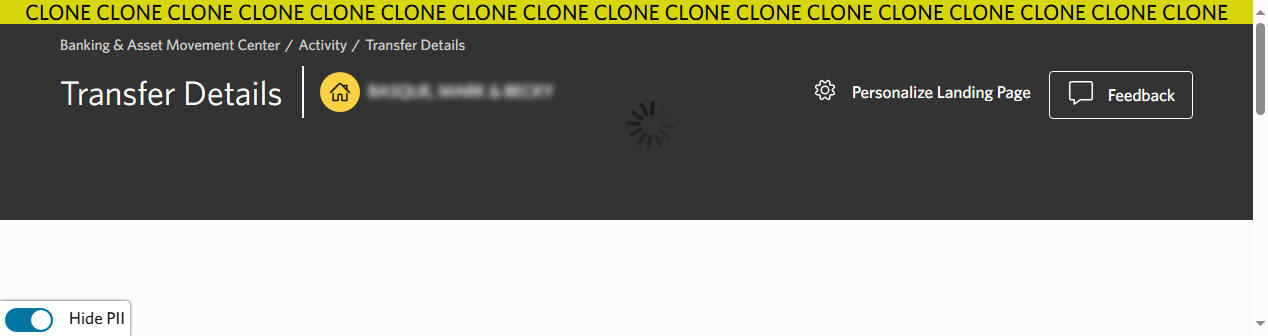 CLONE CLONE CLONE CLONE CLONE CLONE CLONE CLONE CLONE CLONE CLONE CLONE CLONE CLONE CLONE CLONE CLONE
Banking & Asset Movement Center / Activity / Transfer Details
Transfer Details
Personalize Landing Page
Feedback
Hide PII